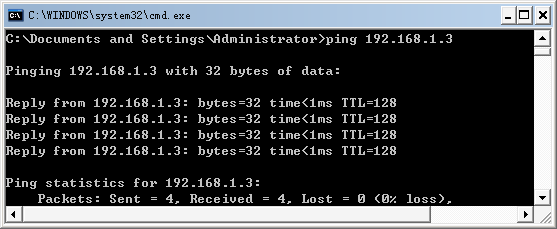 C:\WINDOWS\system32\cmd.exe
C:\Documents and Settings\Administrator>ping 192.168.1.3
Pinging 192.168.1.3 with 32 bytes of data:
Reply from 192.168.1.3: bytes=32 time<1ms TTL=128
Reply from 192.168.1.3: bytes=32 time<1ms TTL=128
Reply from 192.168.1.3: bytes=32 time<1ms TTL=128
Reply from 192.168.1.3: bytes=32 time<1ms TTL=128
Ping statistics for 192.168.1.3:
    Packets: Sent = 4, Received = 4, Lost = 0 (0% loss),